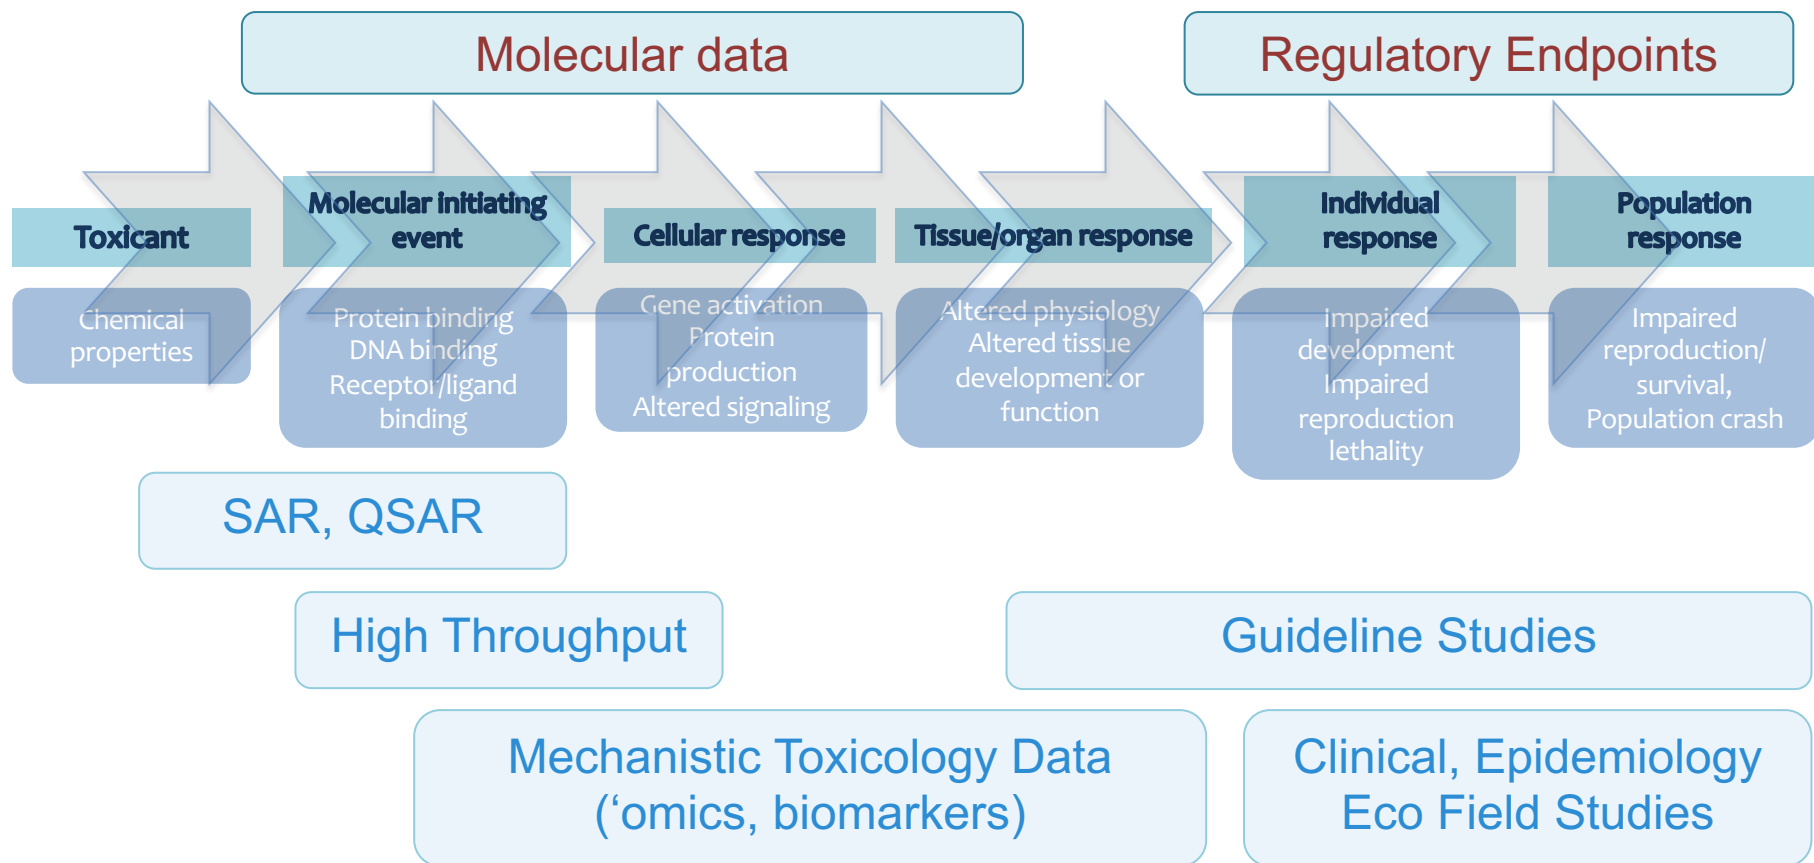 Molecular data
Regulatory Endpoints
Toxicant
Molecular initiating
event
Cellular response
Tissue/organ response
Individual
response
Population
response
Chemical
properties
Protein binding
DNA binding
Receptor/ligand
binding
Gene activation
Protein
production
Altered signaling
Altered physiology
Altered tissue
development or
function
Impaired
development
Impaired
reproduction
lethality
Impaired
reproduction/
survival,
Population crash
SAR, QSAR
High Throughput
Guideline Studies
Mechanistic Toxicology Data
(‘omics, biomarkers)
Clinical, Epidemiology
Eco Field Studies